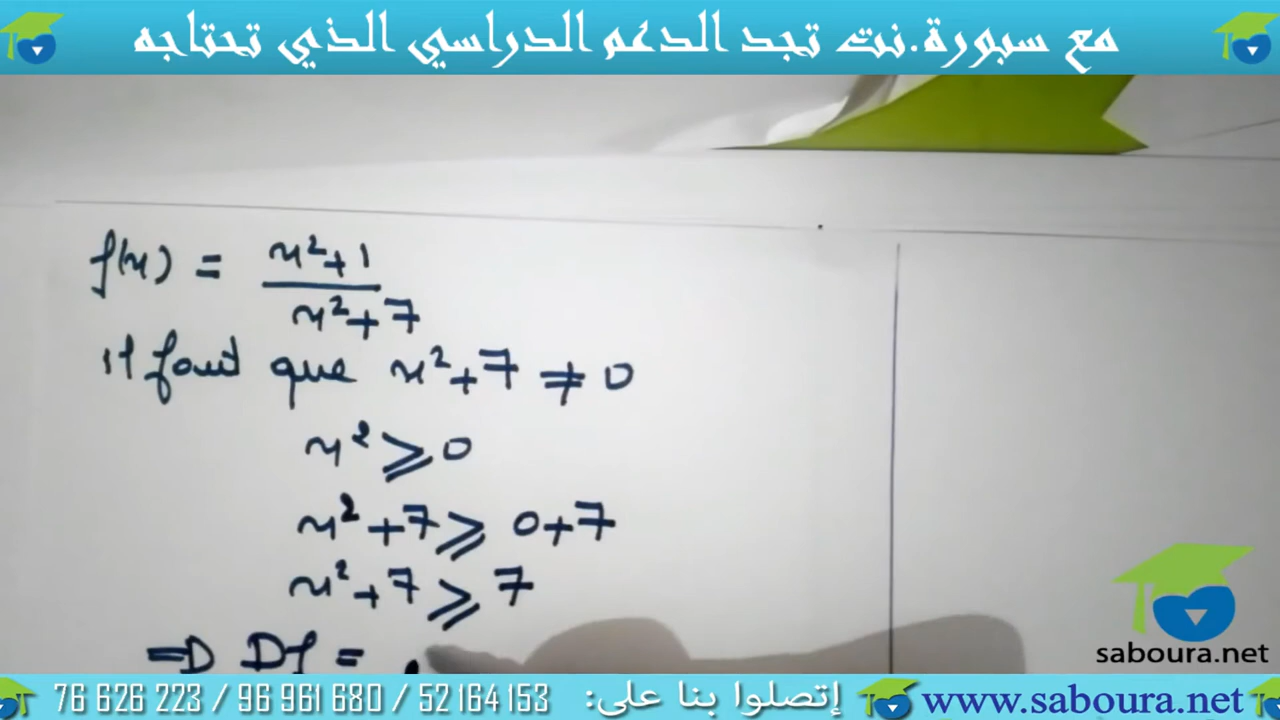 مع سبورة.نت تجد الدعم الدراسي الذي تحتاجه
f(x) = x²+1 / x²+7
il faut que x²+7 ≠ 0
x² ⩾ 0
x²+7 ⩾ 0+7
x²+7 ⩾ 7
⇒ Df =
saboura.net
76 626 223 / 96 961 680 / 52 164 153 إتصلوا بنا على: www.saboura.net